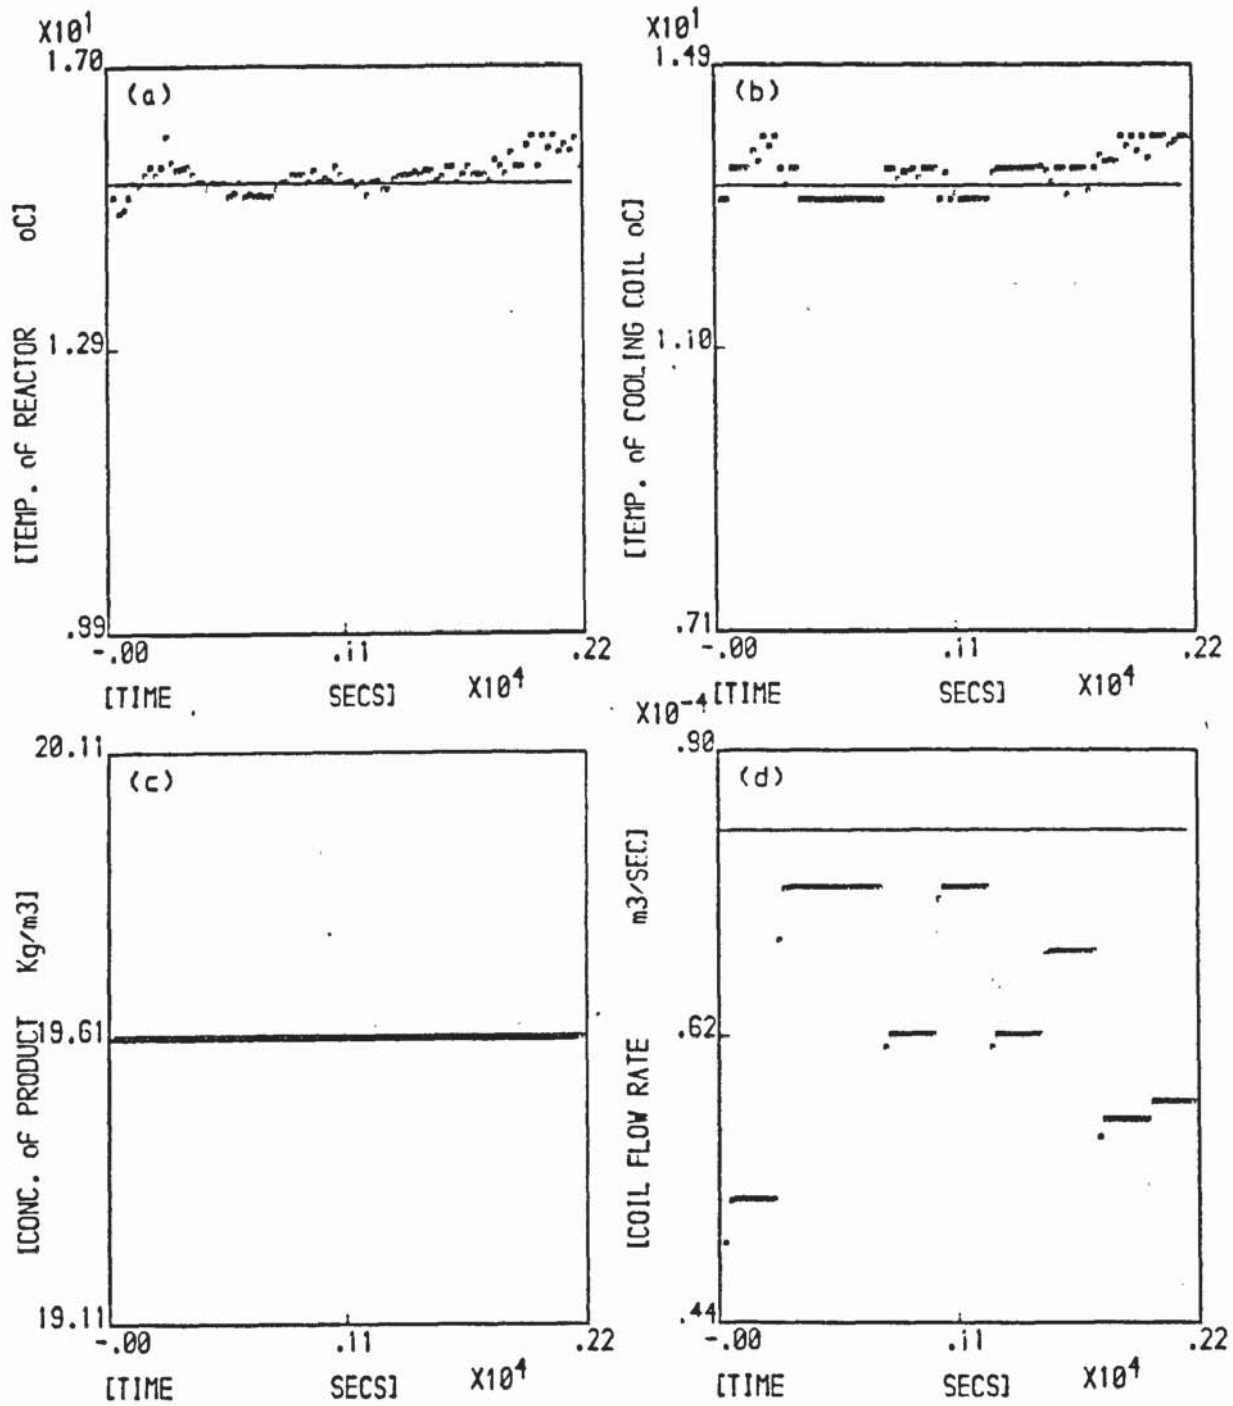 X10¹
1.70
(a)
1.29
.99
[TEMP. of REACTOR oC]
-.00
.11
.22
[TIME SECS] X10⁴
X10¹
1.49
(b)
1.10
.71
[TEMP. of COOLING COIL oC]
-.00
.11
.22
[TIME SECS] X10⁴
20.11
(c)
19.61
19.11
[CONC. of PRODUCT Kg/m3]
-.00
.11
.22
[TIME SECS] X10⁴
X10⁻⁴
.90
(d)
.62
.44
[COIL FLOW RATE m3/SEC]
-.00
.11
.22
[TIME SECS] X10⁴